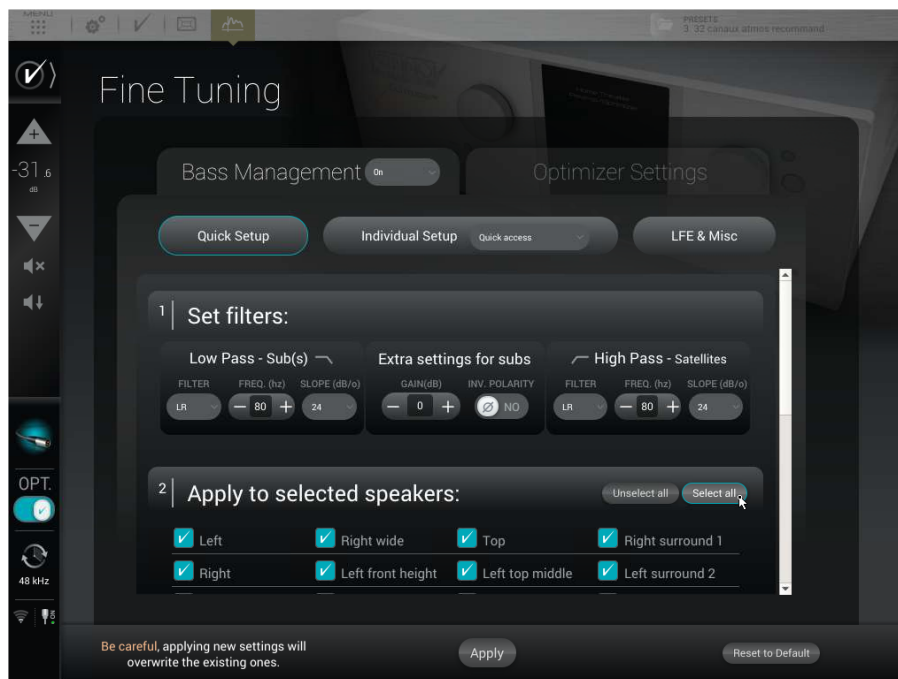 MENU
PRESETS
3: 32 canaux atmos recommand
Fine Tuning
-31.6
dB
Bass Management On
Optimizer Settings
Quick Setup
Individual Setup Quick access
LFE & Misc
1 Set filters:
Low Pass - Sub(s)
Extra settings for subs
High Pass - Satellites
FILTER FREQ. (hz) SLOPE (dB/o)
GAIN(dB) INV. POLARITY
FILTER FREQ. (hz) SLOPE (dB/o)
LR - 80 + 24
- 0 + Ø NO
LR - 80 + 24
2 Apply to selected speakers:
Unselect all
Select all
Left Right wide Top Right surround 1
Right Left front height Left top middle Left surround 2
OPT.
48 kHz
Be careful, applying new settings will
overwrite the existing ones.
Apply
Reset to Default